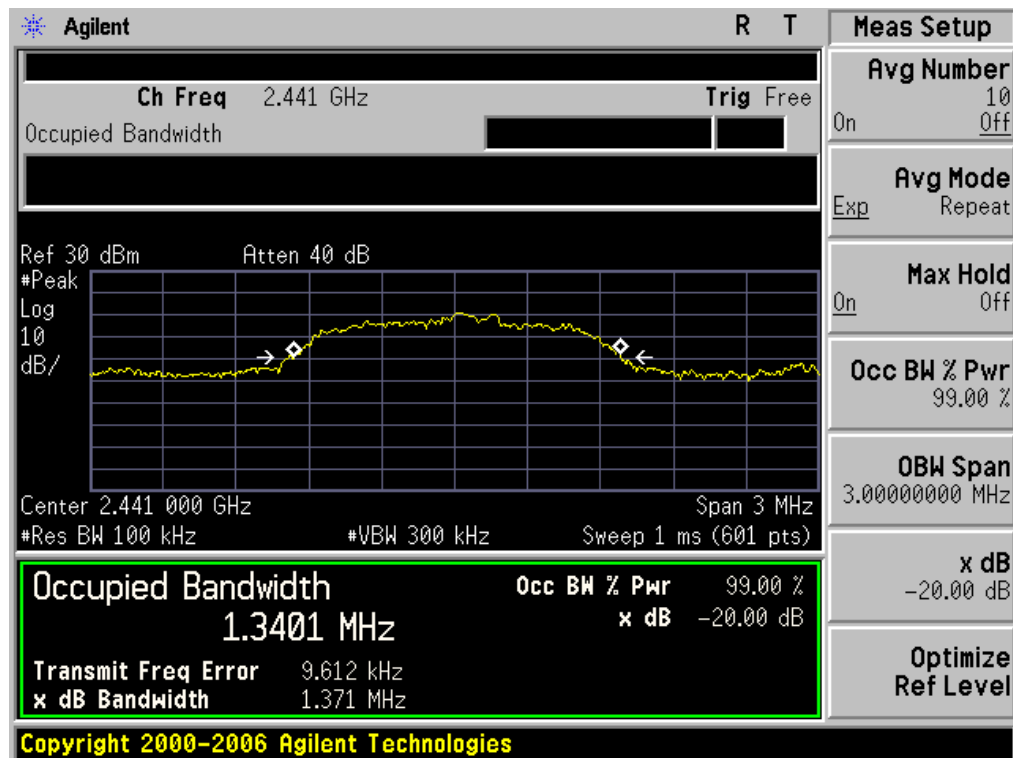 Agilent R T
Ch Freq 2.441 GHz Trig Free
Occupied Bandwidth
Ref 30 dBm Atten 40 dB
#Peak
Log
10
dB/
Center 2.441 000 GHz Span 3 MHz
#Res BW 100 kHz #VBW 300 kHz Sweep 1 ms (601 pts)
Occupied Bandwidth Occ BW % Pwr 99.00 %
1.3401 MHz x dB -20.00 dB
Transmit Freq Error 9.612 kHz
x dB Bandwidth 1.371 MHz
Copyright 2000-2006 Agilent Technologies
Meas Setup
Avg Number
10
On Off
Avg Mode
Exp Repeat
Max Hold
On Off
Occ BW % Pwr
99.00 %
OBW Span
3.00000000 MHz
x dB
-20.00 dB
Optimize
Ref Level